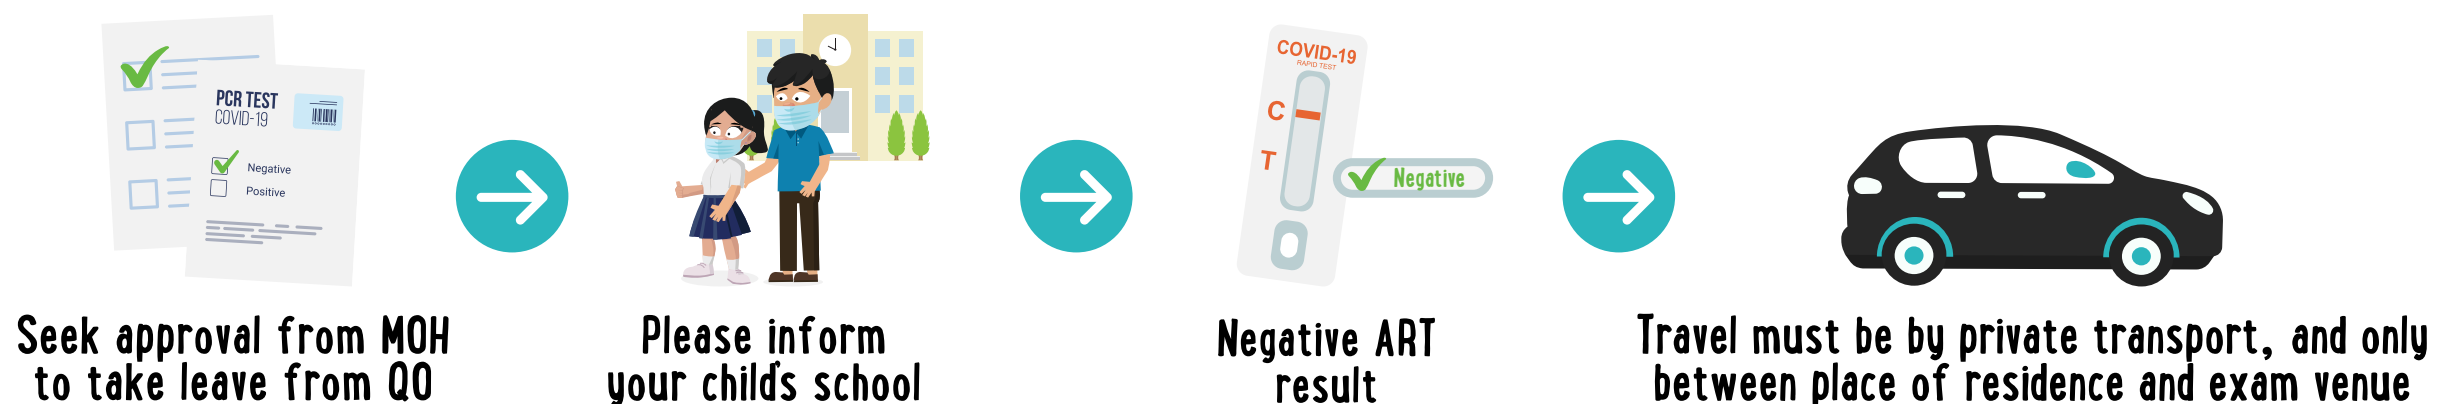 PCR TEST
COVID-19
Negative
Positive
COVID-19
RAPID TEST
C
T
Negative
Seek approval from MOH
to take leave from QO
Please inform
your child's school
Negative ART
result
Travel must be by private transport, and only
between place of residence and exam venue